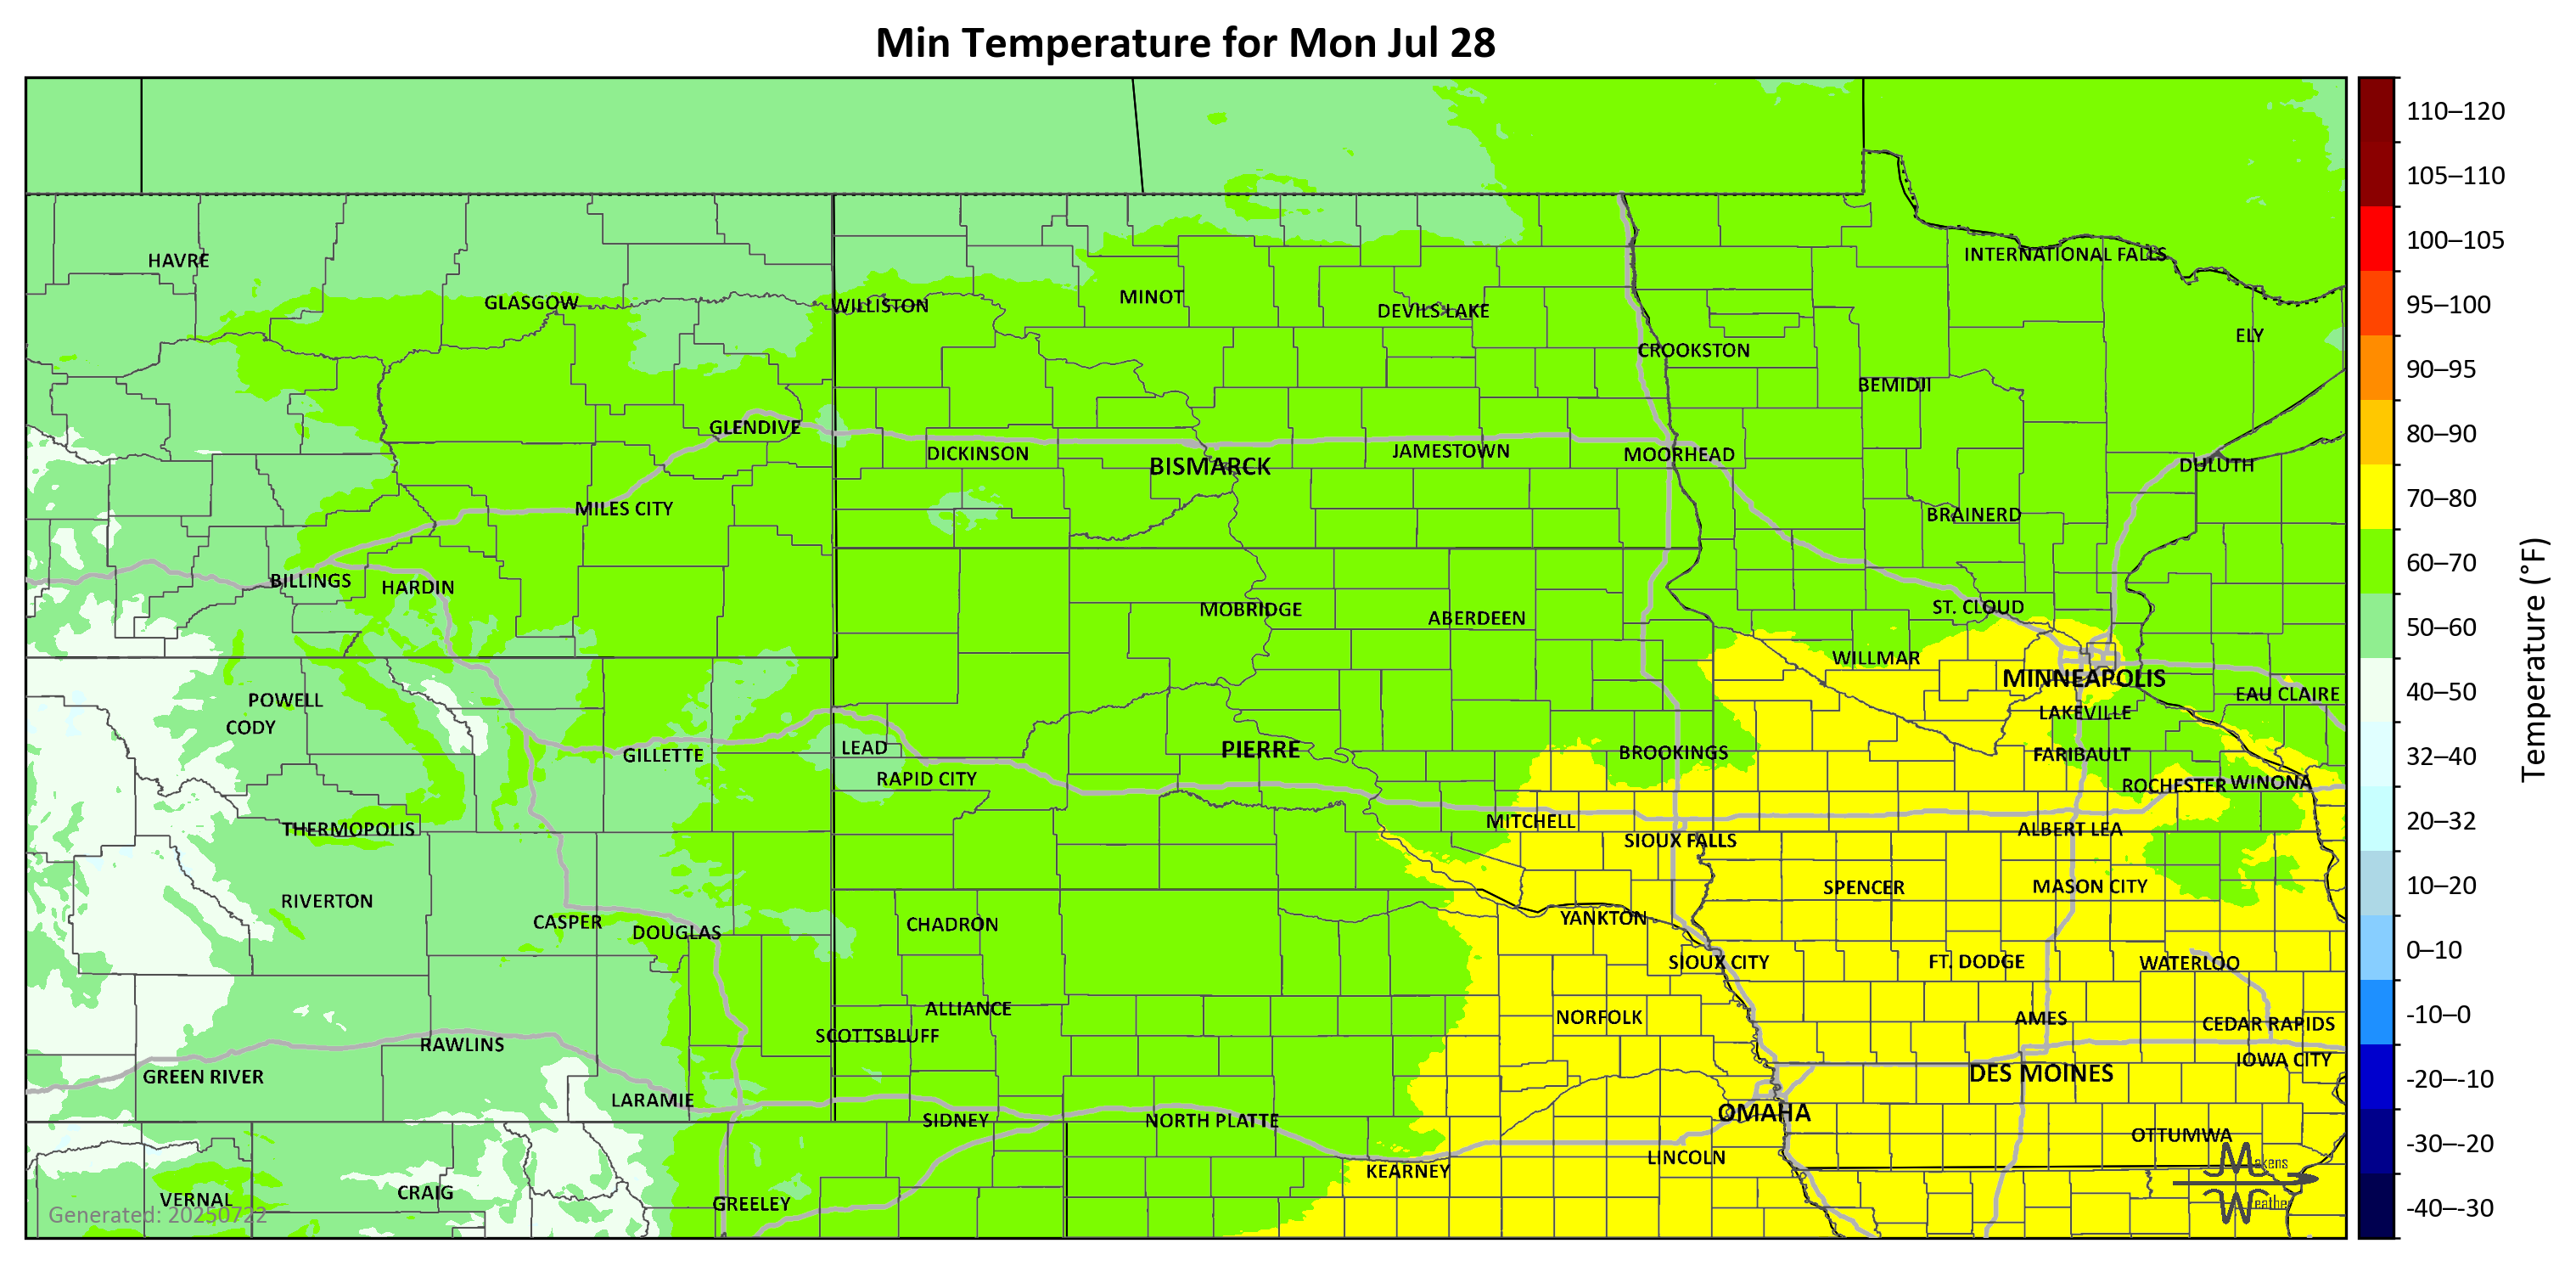 Min Temperature for Mon Jul 28
110–120
105–110
100–105
95–100
90–95
80–90
70–80
60–70
50–60
40–50
32–40
20–32
10–20
0–10
-10–0
-20–-10
-30–-20
-40–-30
Temperature (°F)
HAVRE
GLASGOW
WILLISTON
MINOT
DEVILS LAKE
INTERNATIONAL FALLS
ELY
CROOKSTON
BEMIDJI
GLENDIVE
DICKINSON
BISMARCK
JAMESTOWN
MOORHEAD
DULUTH
MILES CITY
BRAINERD
BILLINGS
HARDIN
MOBRIDGE
ABERDEEN
ST. CLOUD
WILLMAR
MINNEAPOLIS
EAU CLAIRE
POWELL
CODY
LAKEVILLE
GILLETTE
LEAD
PIERRE
BROOKINGS
FARIBAULT
RAPID CITY
ROCHESTER
WINONA
THERMOPOLIS
MITCHELL
ALBERT LEA
SIOUX FALLS
RIVERTON
SPENCER
MASON CITY
CASPER
DOUGLAS
CHADRON
YANKTON
SIOUX CITY
FT. DODGE
WATERLOO
ALLIANCE
NORFOLK
AMES
CEDAR RAPIDS
SCOTTSBLUFF
RAWLINS
IOWA CITY
GREEN RIVER
DES MOINES
LARAMIE
SIDNEY
NORTH PLATTE
OMAHA
OTTUMWA
KEARNEY
LINCOLN
VERNAL
CRAIG
GREELEY
Generated: 20250722
Makens
Weather